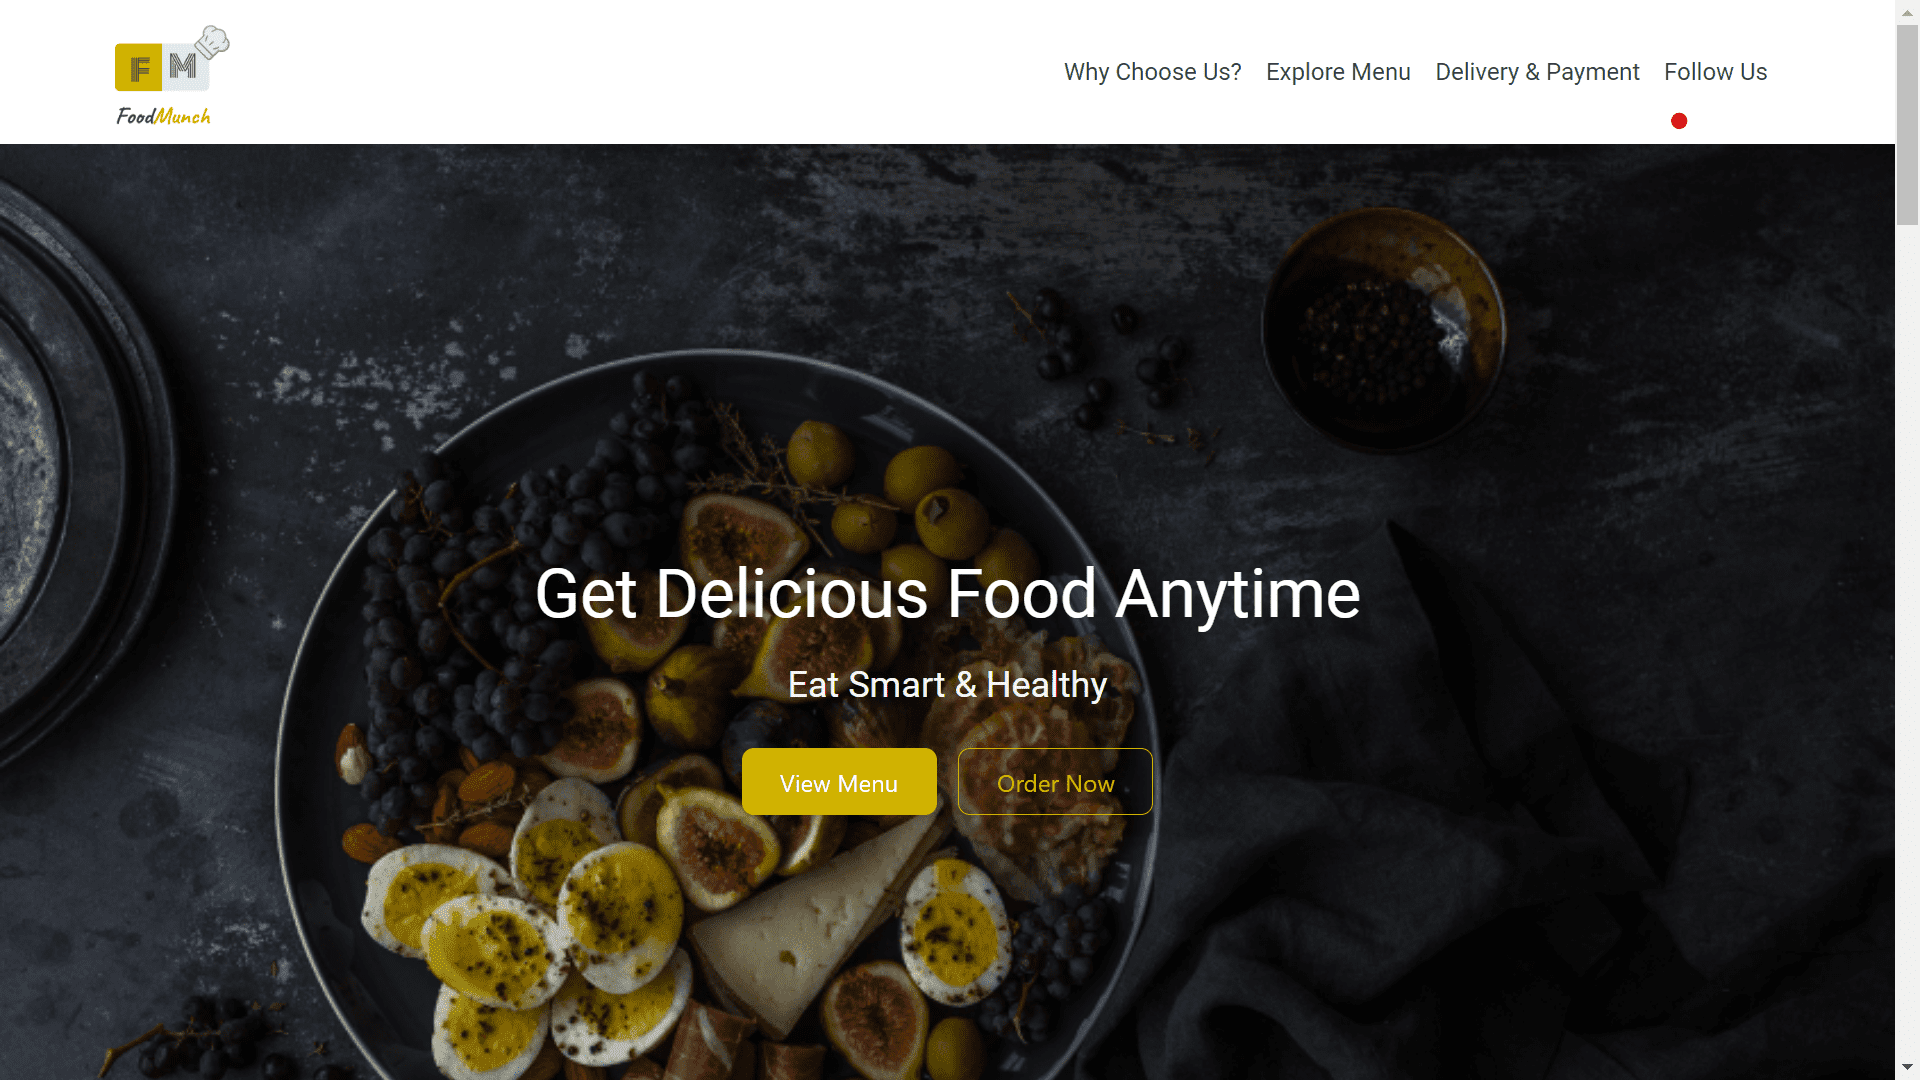 F M
FoodMunch
Why Choose Us? Explore Menu Delivery & Payment Follow Us
Get Delicious Food Anytime
Eat Smart & Healthy
View Menu Order Now